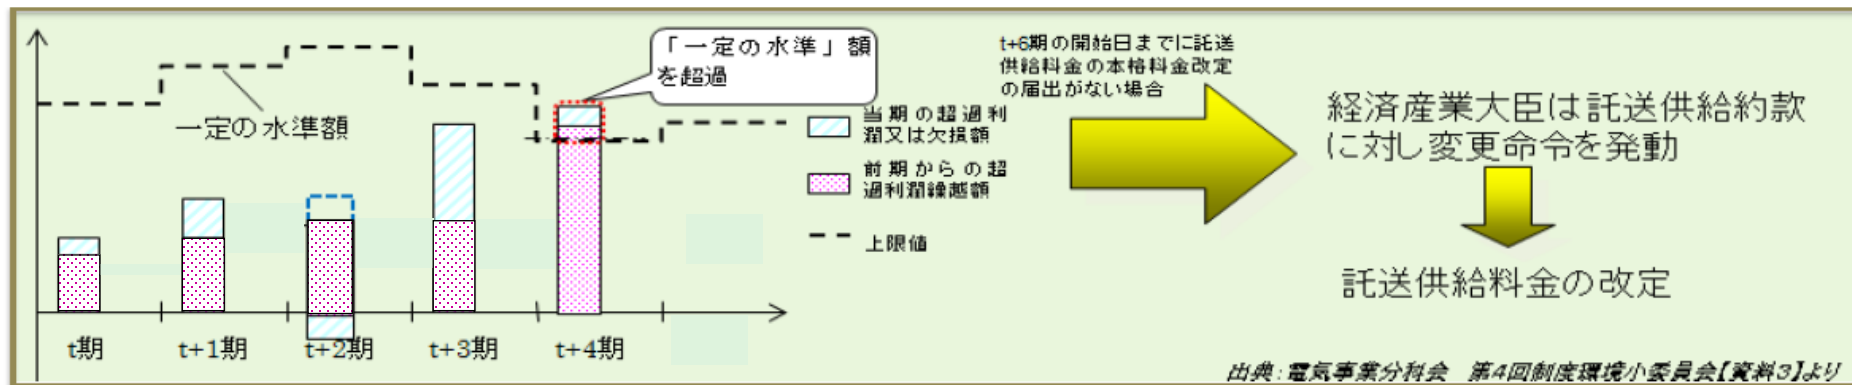 「一定の水準」額
を超過
一定の水準額
当期の超過利
潤又は欠損額
前期からの超
過利潤繰越額
上限値
t期
t+1期
t+2期
t+3期
t+4期
t+6期の開始日までに託送
供給料金の本格料金改定
の届出がない場合
経済産業大臣は託送供給約款
に対し変更命令を発動
託送供給料金の改定
出典:電気事業分科会　第4回制度環境小委員会【資料3】より